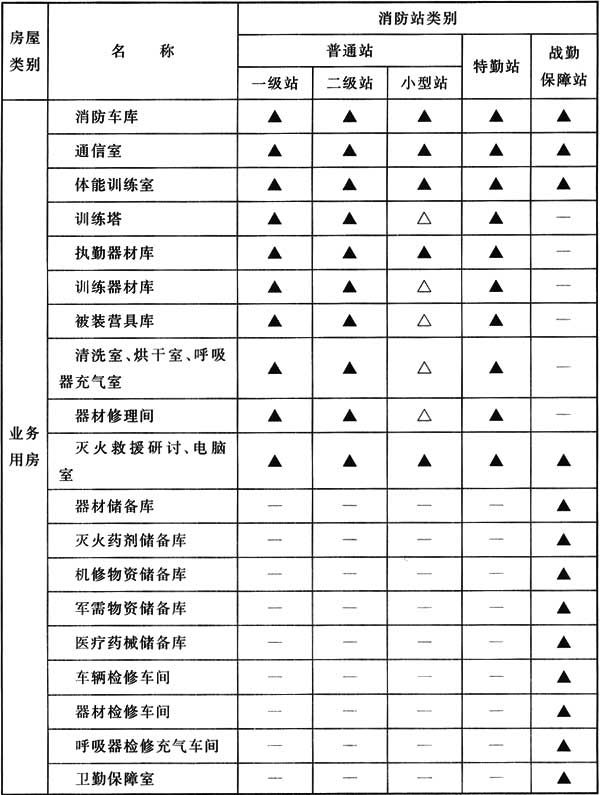 房屋类别 名 称 消防站类别
普通站 特勤站 战勤保障站
一级站 二级站 小型站
业务用房
消防车库 ▲ ▲ ▲ ▲ ▲
通信室 ▲ ▲ ▲ ▲ ▲
体能训练室 ▲ ▲ ▲ ▲ ▲
训练塔 ▲ ▲ △ ▲ —
执勤器材库 ▲ ▲ ▲ ▲ —
训练器材库 ▲ ▲ △ ▲ —
被装营具库 ▲ ▲ △ ▲ —
清洗室、烘干室、呼吸
器充气室 ▲ ▲ △ ▲ —
器材修理间 ▲ ▲ △ ▲ —
灭火救援研讨、电脑
室 ▲ ▲ ▲ ▲ ▲
器材储备库 — — — — ▲
灭火药剂储备库 — — — — ▲
机修物资储备库 — — — — ▲
军需物资储备库 — — — — ▲
医疗药械储备库 — — — — ▲
车辆检修车间 — — — — ▲
器材检修车间 — — — — ▲
呼吸器检修充气车间 — — — — ▲
卫勤保障室 — — — — ▲